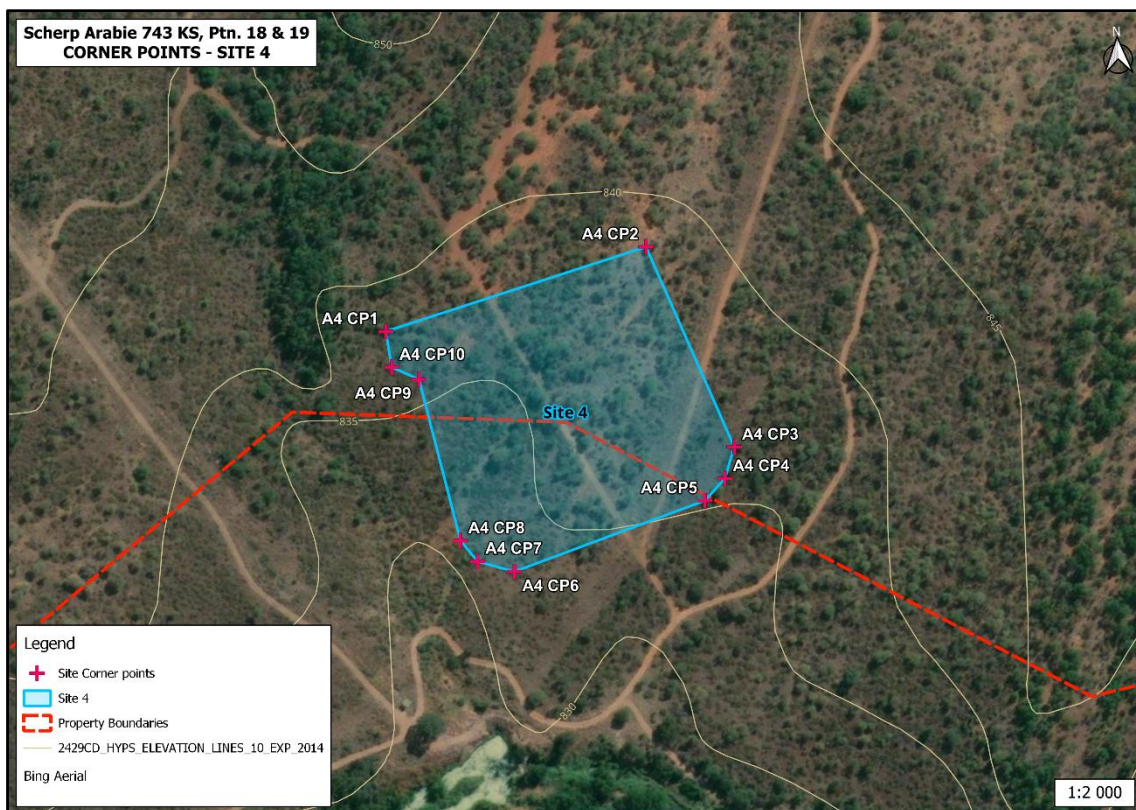 Scherp Arabie 743 KS, Ptn. 18 & 19
CORNER POINTS - SITE 4
N
850
840
A4 CP2
845
A4 CP1
A4 CP10
A4 CP9
835
Site 4
A4 CP3
A4 CP4
A4 CP5
A4 CP8
A4 CP7
A4 CP6
830
Legend
Site Corner points
Site 4
Property Boundaries
2429CD_HYPS_ELEVATION_LINES_10_EXP_2014
Bing Aerial
1:2 000